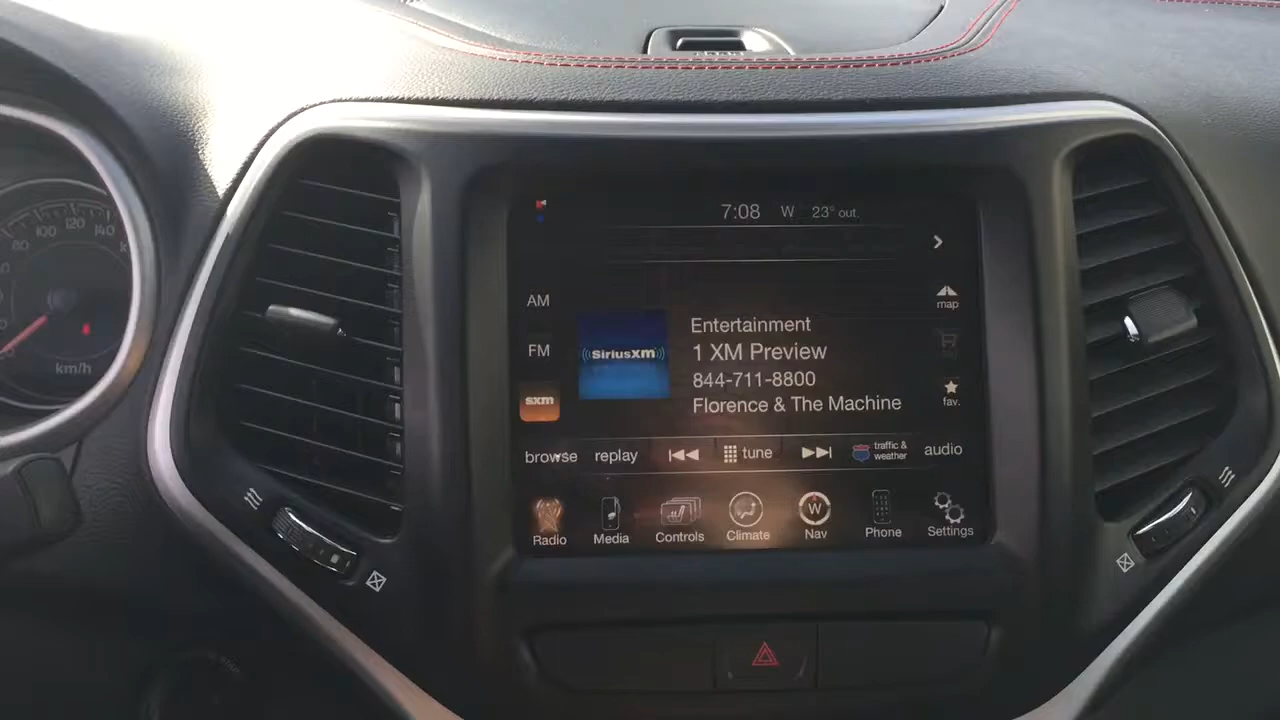 7:08 W 23° out.
AM
FM
sxm
((SiriusXM))
Entertainment
1 XM Preview
844-711-8800
Florence & The Machine
map
fav.
browse replay tune traffic & weather audio
Radio Media Controls Climate W Nav Phone Settings
80 100 120 140
km/h